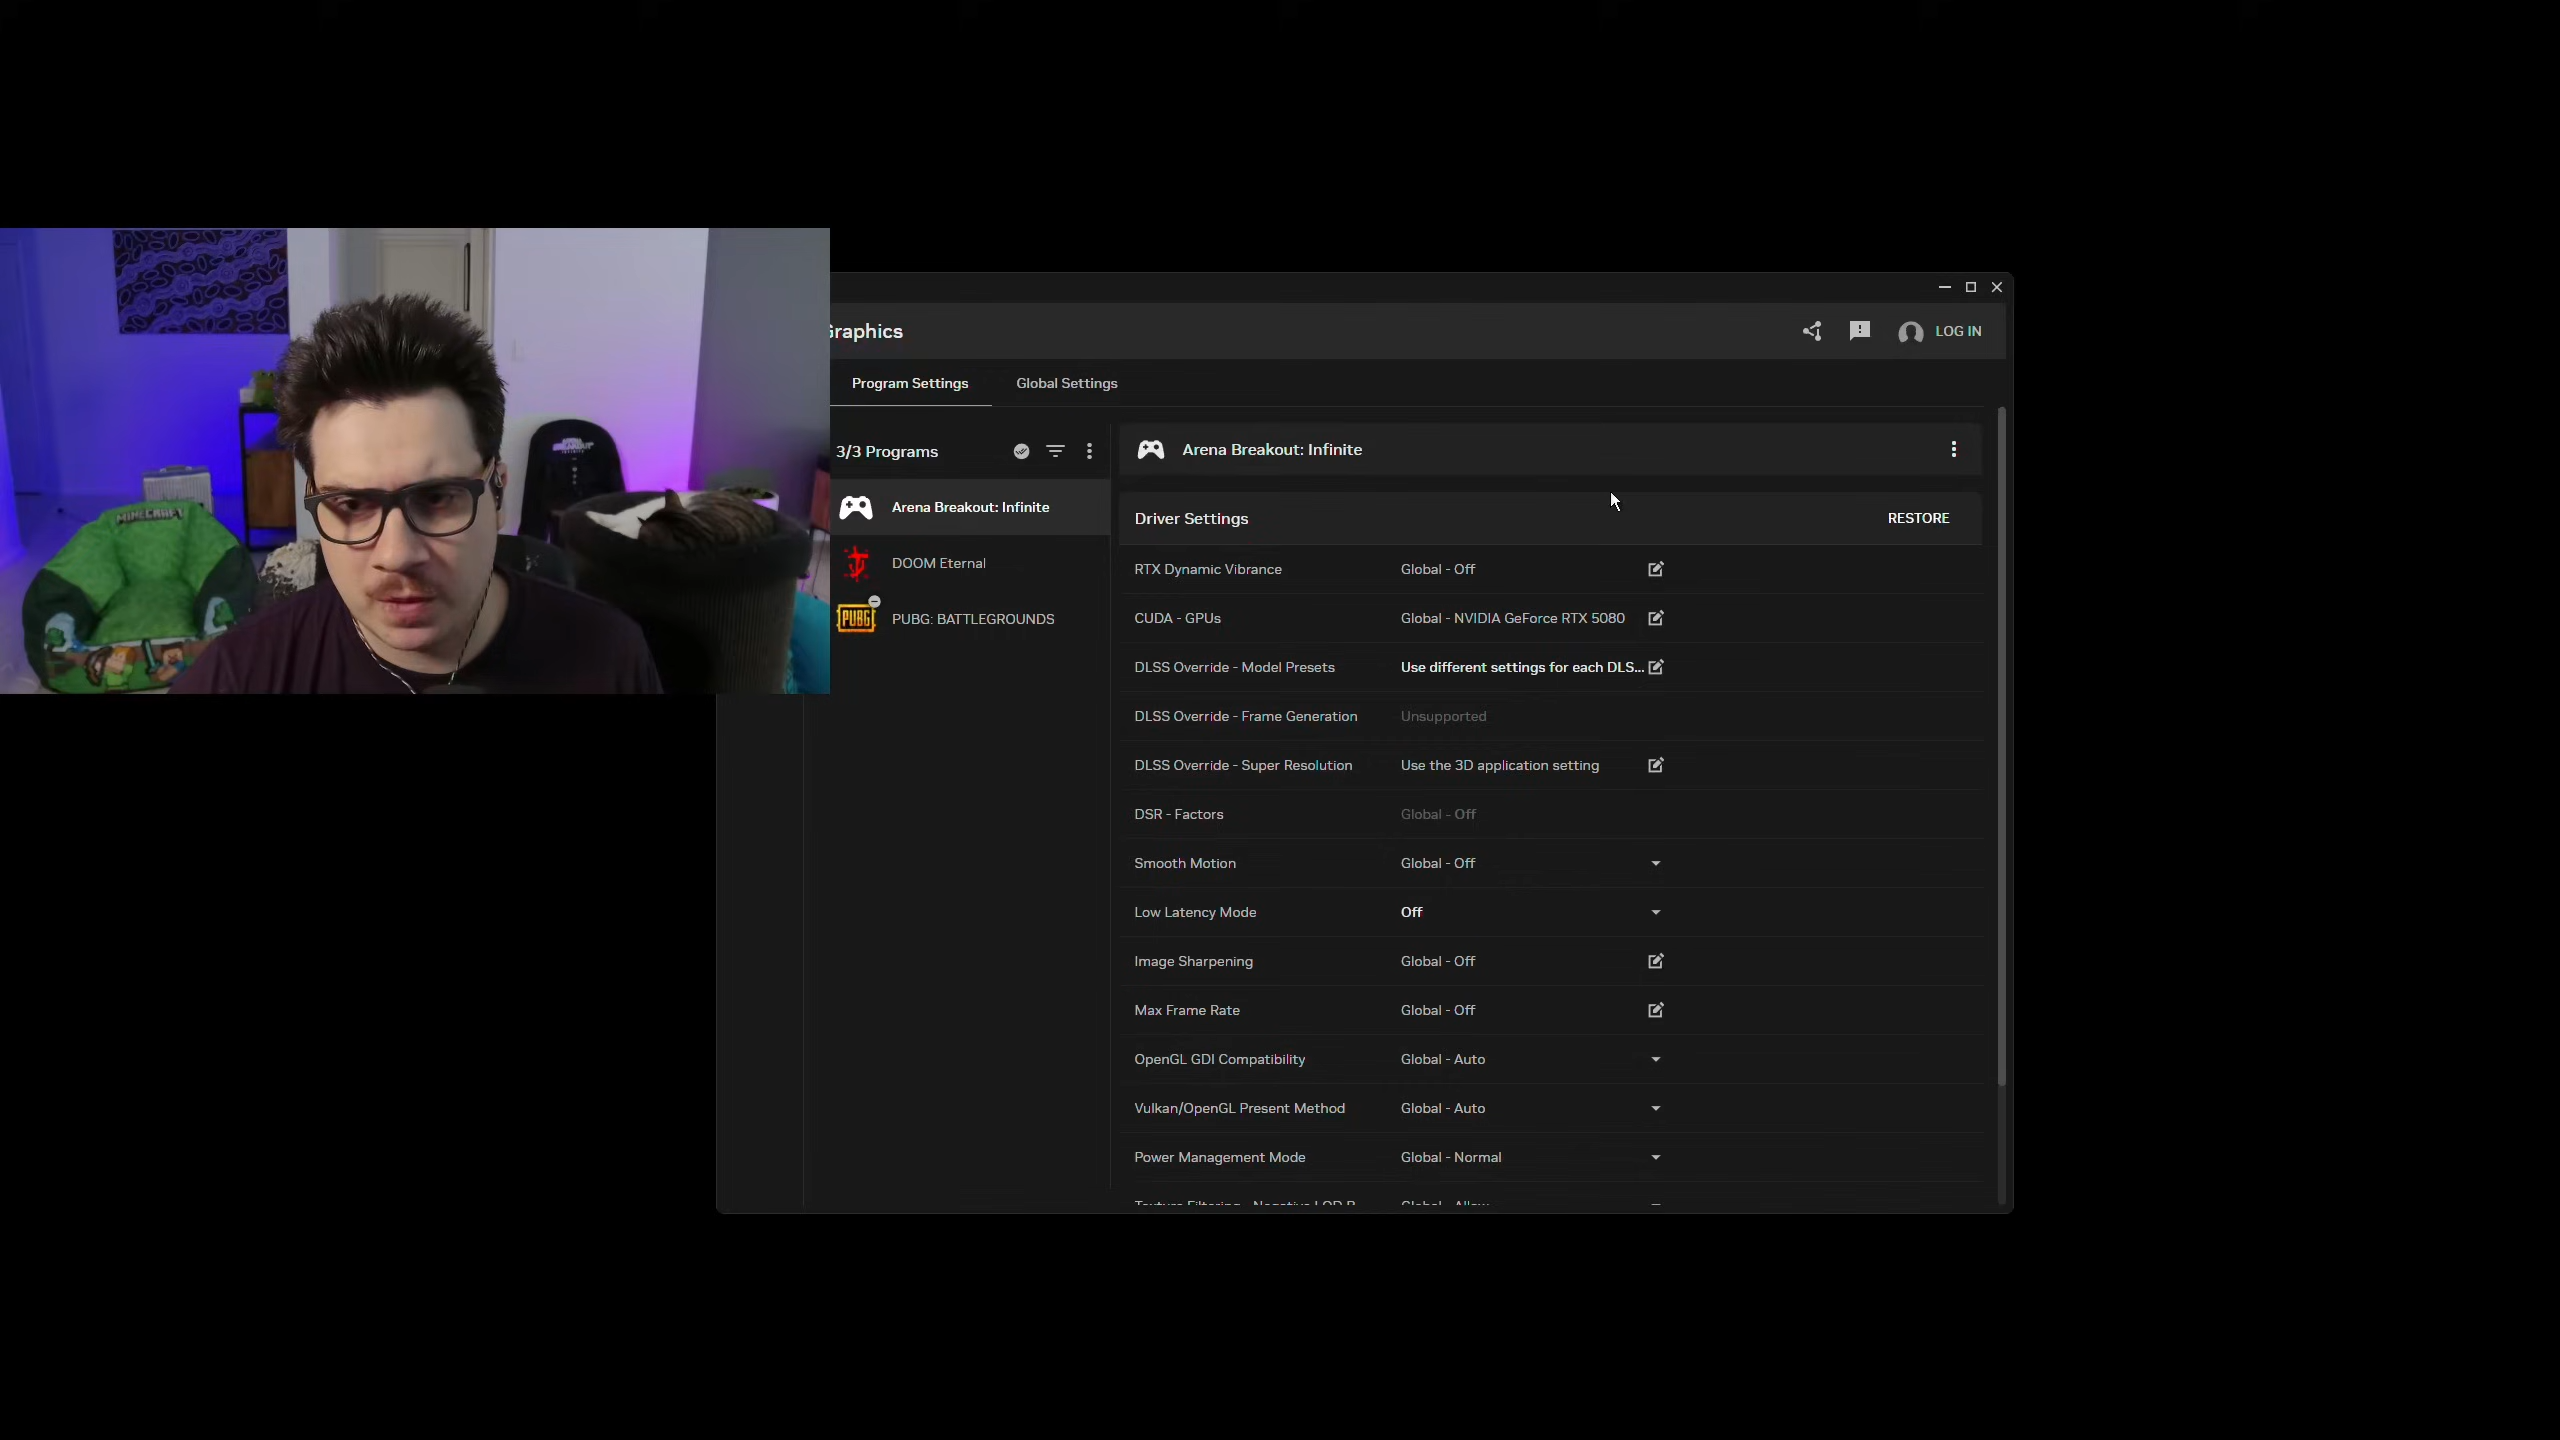 MINECRAFT
ARENA
BREAKOUT
Graphics
LOG IN
Program Settings
Global Settings
3/3 Programs
Arena Breakout: Infinite
DOOM Eternal
PUBG
PUBG: BATTLEGROUNDS
Arena Breakout: Infinite
Driver Settings
RESTORE
RTX Dynamic Vibrance
Global - Off
CUDA - GPUs
Global - NVIDIA GeForce RTX 5080
DLSS Override - Model Presets
Use different settings for each DLS...
DLSS Override - Frame Generation
Unsupported
DLSS Override - Super Resolution
Use the 3D application setting
DSR - Factors
Global - Off
Smooth Motion
Global - Off
Low Latency Mode
Off
Image Sharpening
Global - Off
Max Frame Rate
Global - Off
OpenGL GDI Compatibility
Global - Auto
Vulkan/OpenGL Present Method
Global - Auto
Power Management Mode
Global - Normal